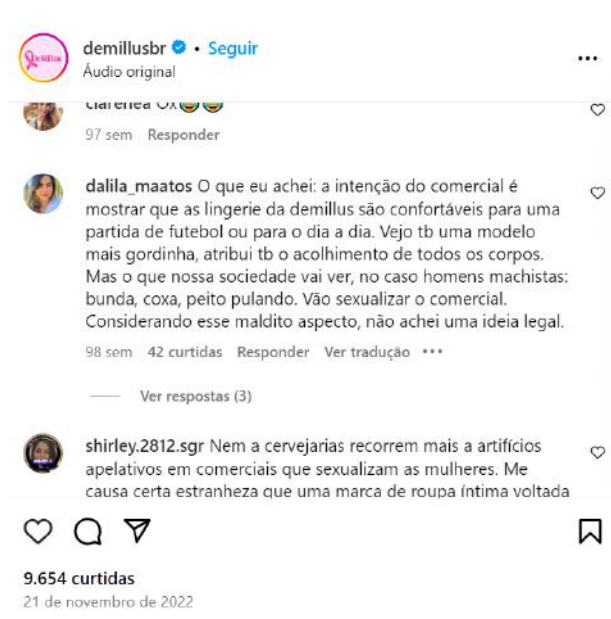 DeMillus
demillusbr • Seguir
Áudio original
clarenea Ox
97 sem Responder
dalila_maatos O que eu achei: a intenção do comercial é
mostrar que as lingerie da demillus são confortáveis para uma
partida de futebol ou para o dia a dia. Vejo tb uma modelo
mais gordinha, atribui tb o acolhimento de todos os corpos.
Mas o que nossa sociedade vai ver, no caso homens machistas:
bunda, coxa, peito pulando. Vão sexualizar o comercial.
Considerando esse maldito aspecto, não achei uma ideia legal.
98 sem 42 curtidas Responder Ver tradução •••
Ver respostas (3)
shirley.2812.sgr Nem a cervejarias recorrem mais a artifícios
apelativos em comerciais que sexualizam as mulheres. Me
causa certa estranheza que uma marca de roupa íntima voltada
9.654 curtidas
21 de novembro de 2022